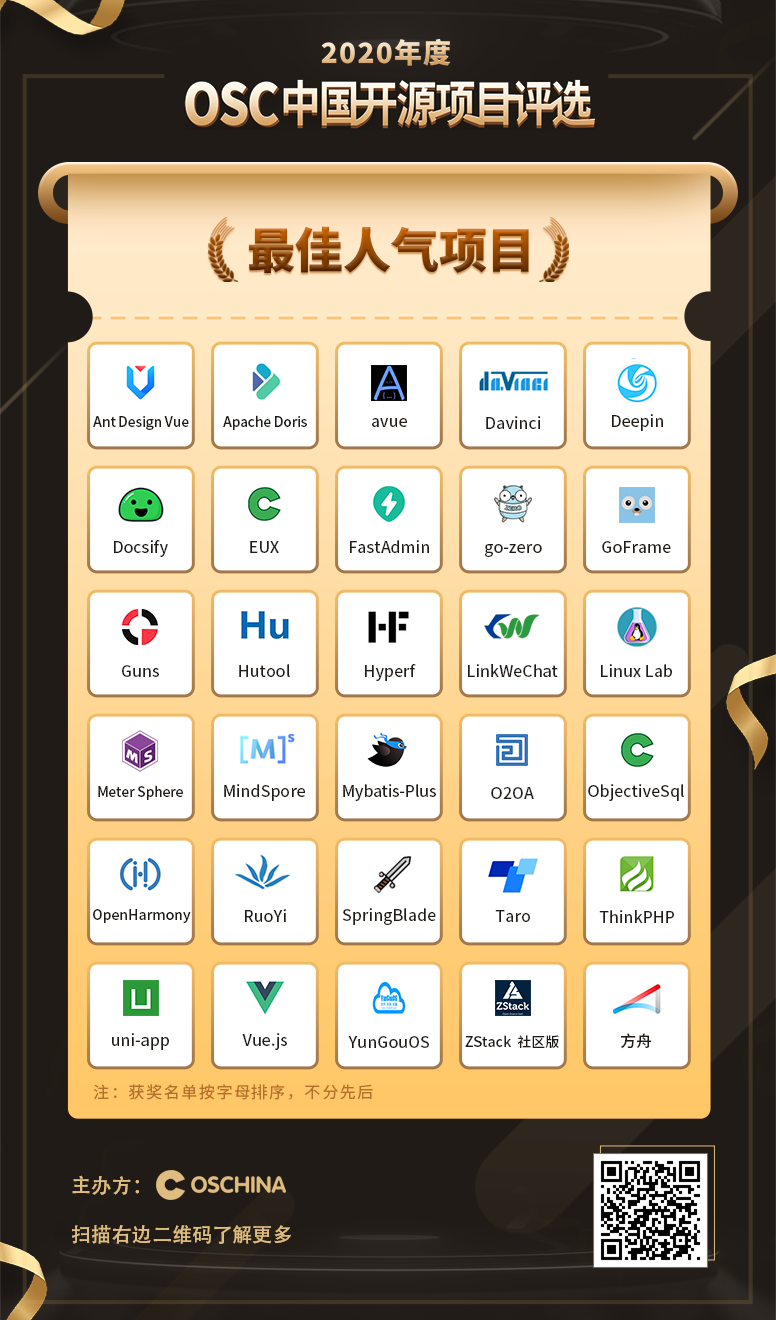 2020年度
OSC中国开源项目评选
最佳人气项目
Ant Design Vue
Apache Doris
avue
da.Vinci
Davinci
Deepin
Docsify
EUX
FastAdmin
go-zero
GoFrame
Guns
Hu
Hutool
Hyperf
LinkWeChat
Linux Lab
MS
Meter Sphere
[M]s
MindSpore
Mybatis-Plus
O2OA
ObjectiveSql
OpenHarmony
RuoYi
SpringBlade
Taro
ThinkPHP
uni-app
Vue.js
YunGouOS
ZStack
ZStack 社区版
方舟
注：获奖名单按字母排序，不分先后
主办方：OSCHINA
扫描右边二维码了解更多